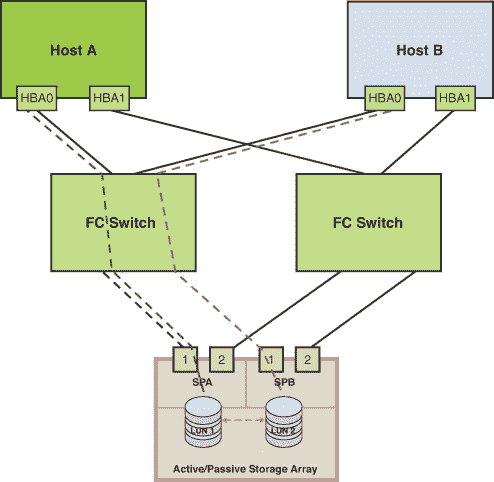 Host A
Host B
HBA0
HBA1
HBA0
HBA1
FC Switch
FC Switch
1
2
1
2
SPA
SPB
LUN 1
LUN 2
Active/Passive Storage Array